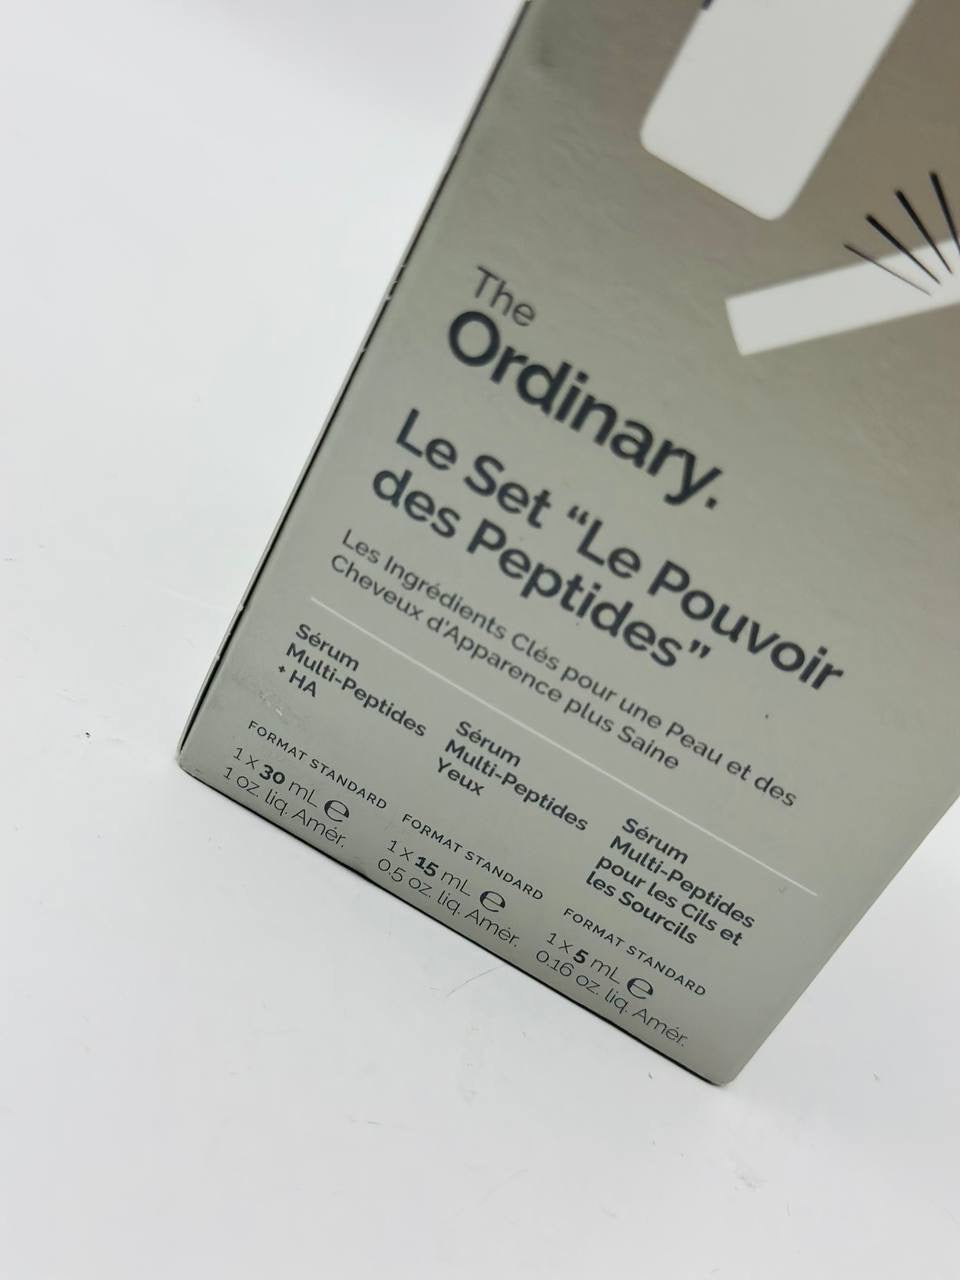 The
Ordinary.
Le Set “Le Pouvoir
des Peptides”
Les Ingrédients Clés pour une Peau et des
Cheveux d'Apparence plus Saine
Sérum
Multi-Peptides
+ HA
FORMAT STANDARD
1 x 30 mL ℮
1 oz. liq. Amér.
Sérum
Multi-Peptides
Yeux
FORMAT STANDARD
1 x 15 mL ℮
0.5 oz. liq. Amér.
Sérum
Multi-Peptides
pour les Cils et
les Sourcils
FORMAT STANDARD
1 x 5 mL ℮
0.16 oz. liq. Amér.